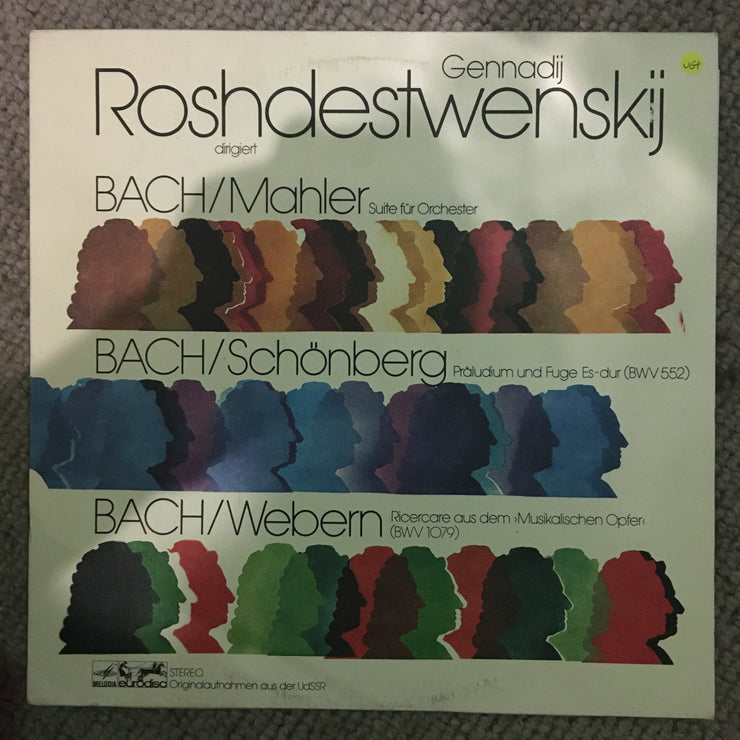 Gennadij
Roshdestwenskij
dirigiert
BACH/Mahler Suite für Orchester
BACH/Schönberg Präludium und Fuge Es-dur (BWV 552)
BACH/Webern Ricercare aus dem ›Musikalischen Opfer‹
(BWV 1079)
MELODIA eurodisc STEREO
Originalaufnahmen aus der UdSSR